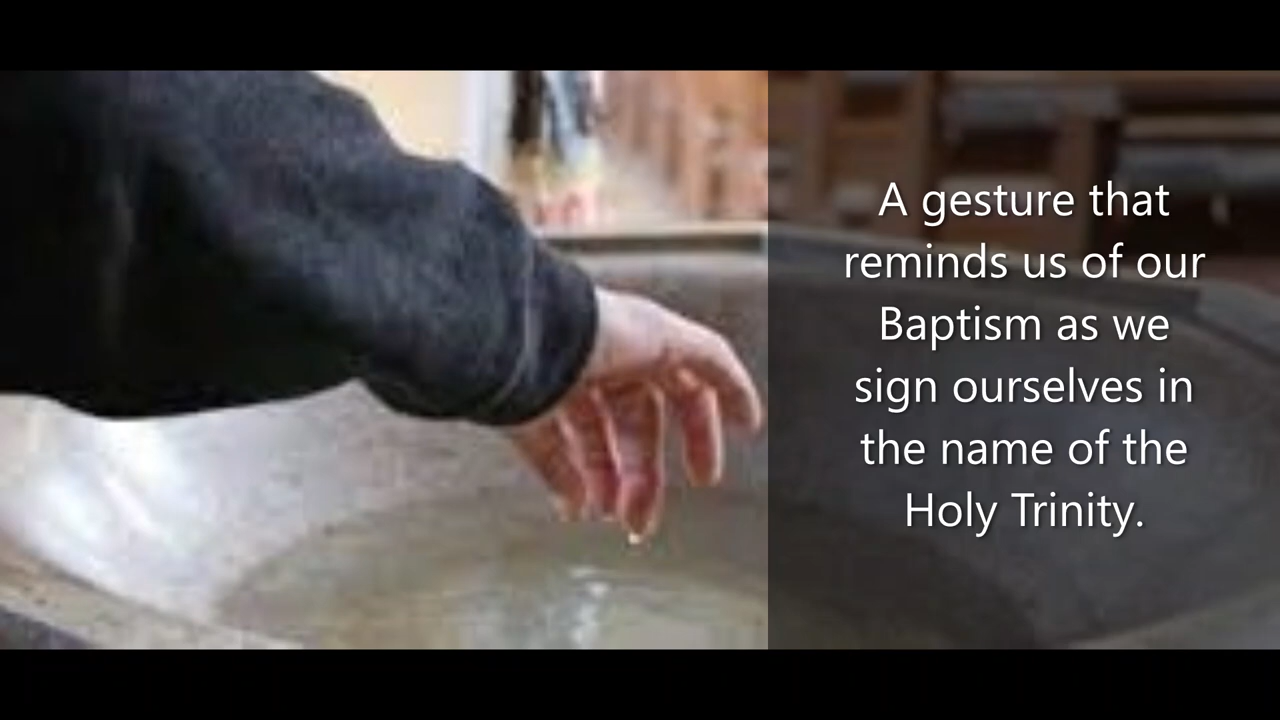 A gesture that
reminds us of our
Baptism as we
sign ourselves in
the name of the
Holy Trinity.